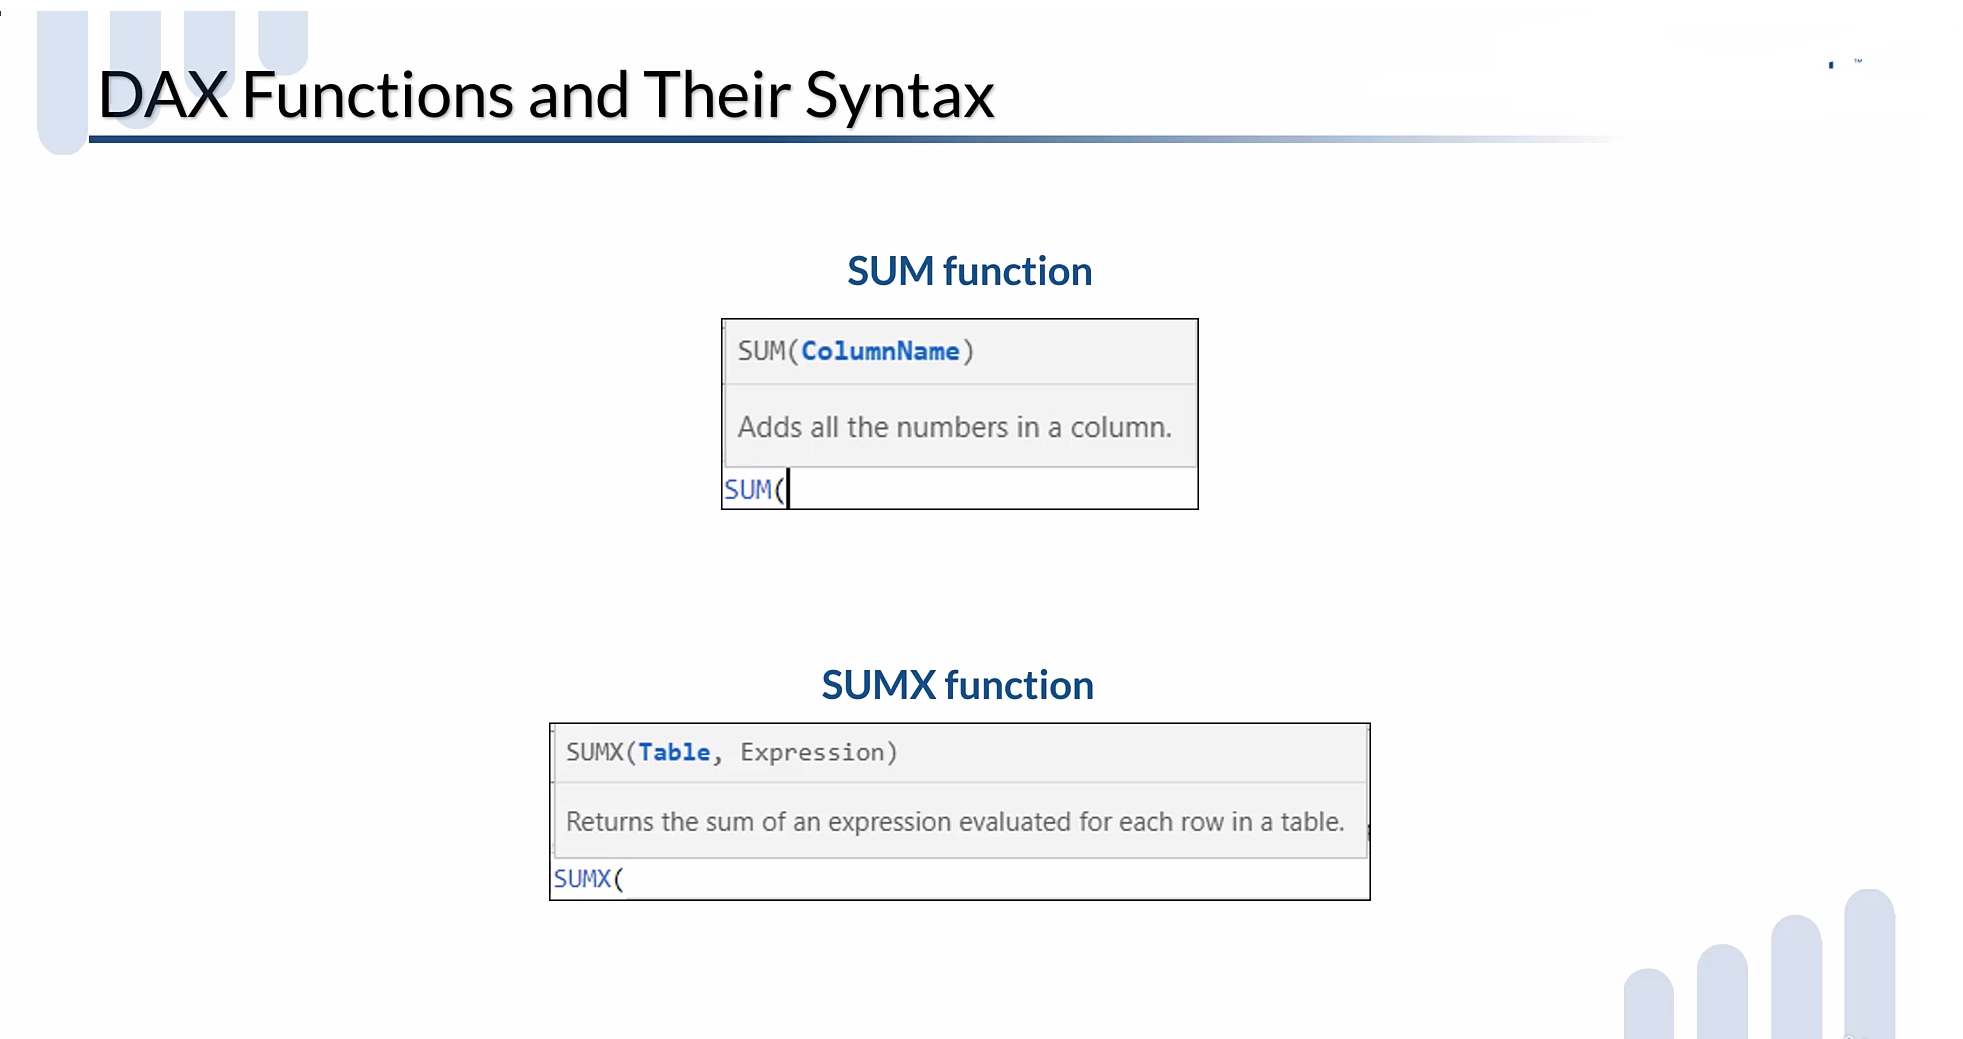 DAX Functions and Their Syntax
™
SUM function
SUM(ColumnName)
Adds all the numbers in a column.
SUM(
SUMX function
SUMX(Table, Expression)
Returns the sum of an expression evaluated for each row in a table.
SUMX(